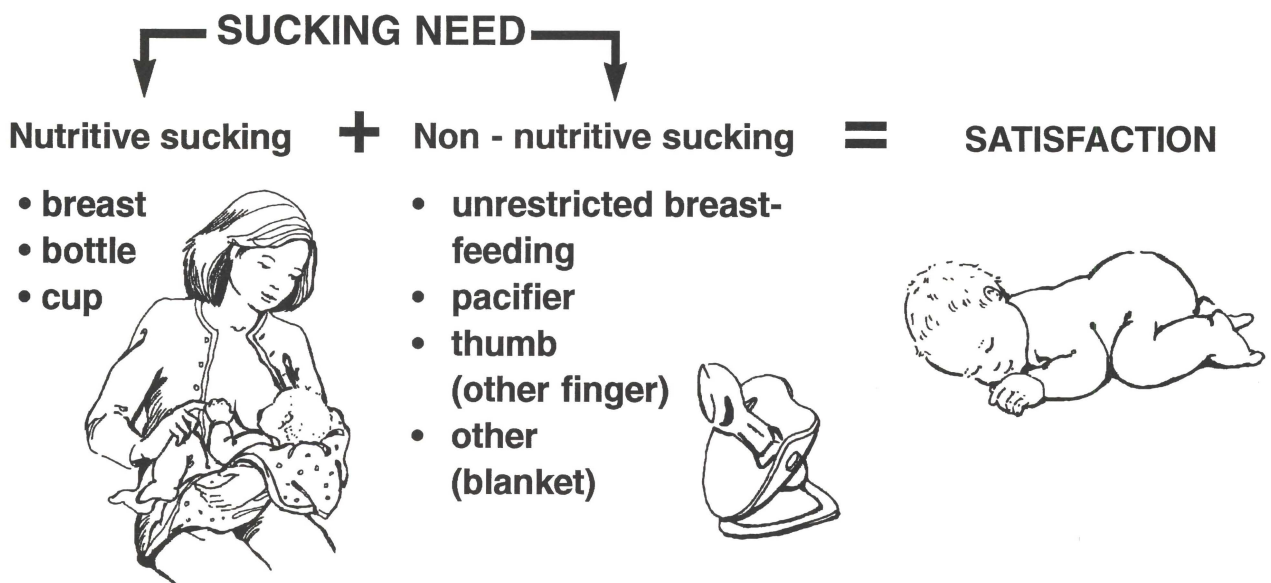 SUCKING NEED
Nutritive sucking + Non - nutritive sucking = SATISFACTION
• breast
• bottle
• cup
• unrestricted breast-
feeding
• pacifier
• thumb
(other finger)
• other
(blanket)